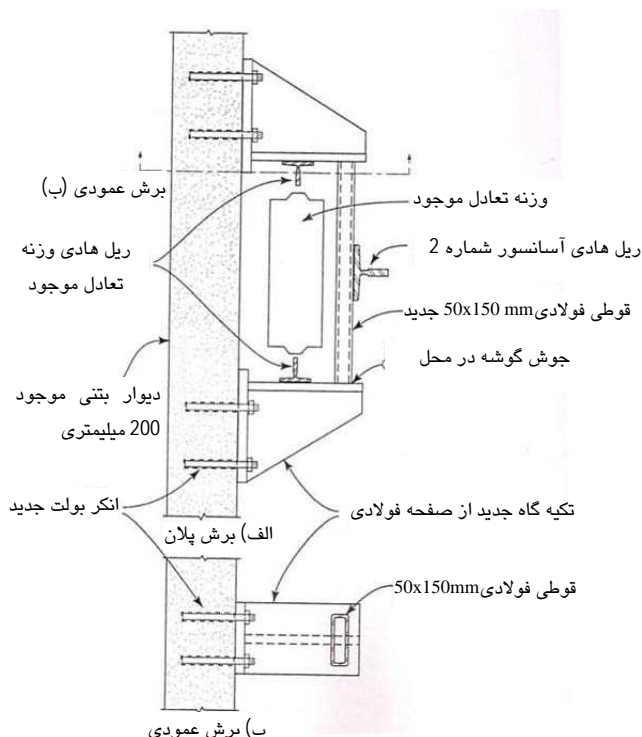 برش عمودی (ب)
وزنه تعادل موجود
ریل هادی وزنه
تعادل موجود
ریل هادی آسانسور شماره 2
قوطی فولادی 50x150 mm جدید
جوش گوشه در محل
دیوار بتنی موجود
200 میلیمتری
انکر بولت جدید
تکیه گاه جدید از صفحه فولادی
الف) برش پلان
قوطی فولادی 50x150mm
ب) برش عمودی